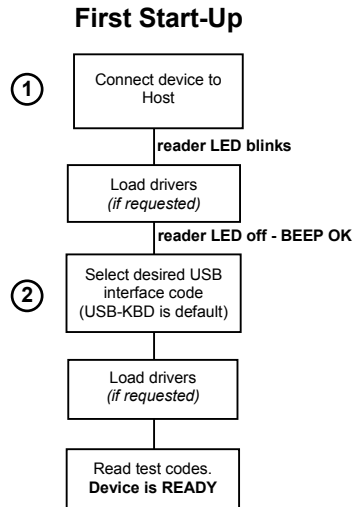 First Start-Up
1
Connect device to
Host
reader LED blinks
Load drivers
(if requested)
reader LED off - BEEP OK
2
Select desired USB
interface code
(USB-KBD is default)
Load drivers
(if requested)
Read test codes.
Device is READY